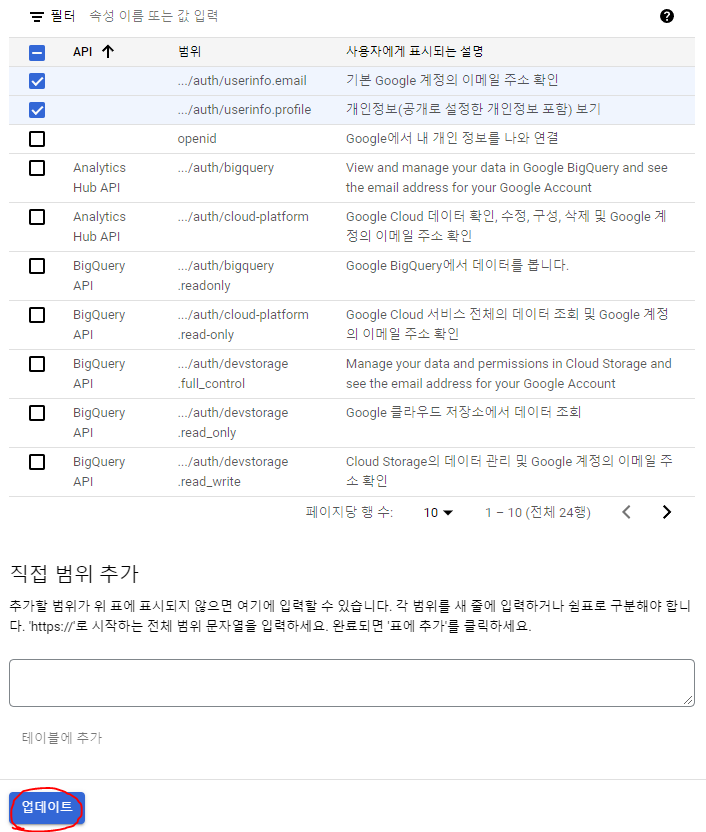 필터 속성 이름 또는 값 입력
API 범위 사용자에게 표시되는 설명
.../auth/userinfo.email 기본 Google 계정의 이메일 주소 확인
.../auth/userinfo.profile 개인정보(공개로 설정한 개인정보 포함) 보기
openid Google에서 내 개인 정보를 나와 연결
Analytics .../auth/bigquery View and manage your data in Google BigQuery and see
Hub API the email address for your Google Account
Analytics .../auth/cloud-platform Google Cloud 데이터 확인, 수정, 구성, 삭제 및 Google 계
Hub API 정의 이메일 주소 확인
BigQuery .../auth/bigquery Google BigQuery에서 데이터를 봅니다.
API .readonly
BigQuery .../auth/cloud-platform Google Cloud 서비스 전체의 데이터 조회 및 Google 계정
API .read-only 의 이메일 주소 확인
BigQuery .../auth/devstorage Manage your data and permissions in Cloud Storage and
API .full_control see the email address for your Google Account
BigQuery .../auth/devstorage Google 클라우드 저장소에서 데이터 조회
API .read_only
BigQuery .../auth/devstorage Cloud Storage의 데이터 관리 및 Google 계정의 이메일 주
API .read_write 소 확인
페이지당 행 수: 10 1 – 10 (전체 24행)
직접 범위 추가
추가할 범위가 위 표에 표시되지 않으면 여기에 입력할 수 있습니다. 각 범위를 새 줄에 입력하거나 쉼표로 구분해야 합니
다. 'https://'로 시작하는 전체 범위 문자열을 입력하세요. 완료되면 '표에 추가'를 클릭하세요.
테이블에 추가
업데이트